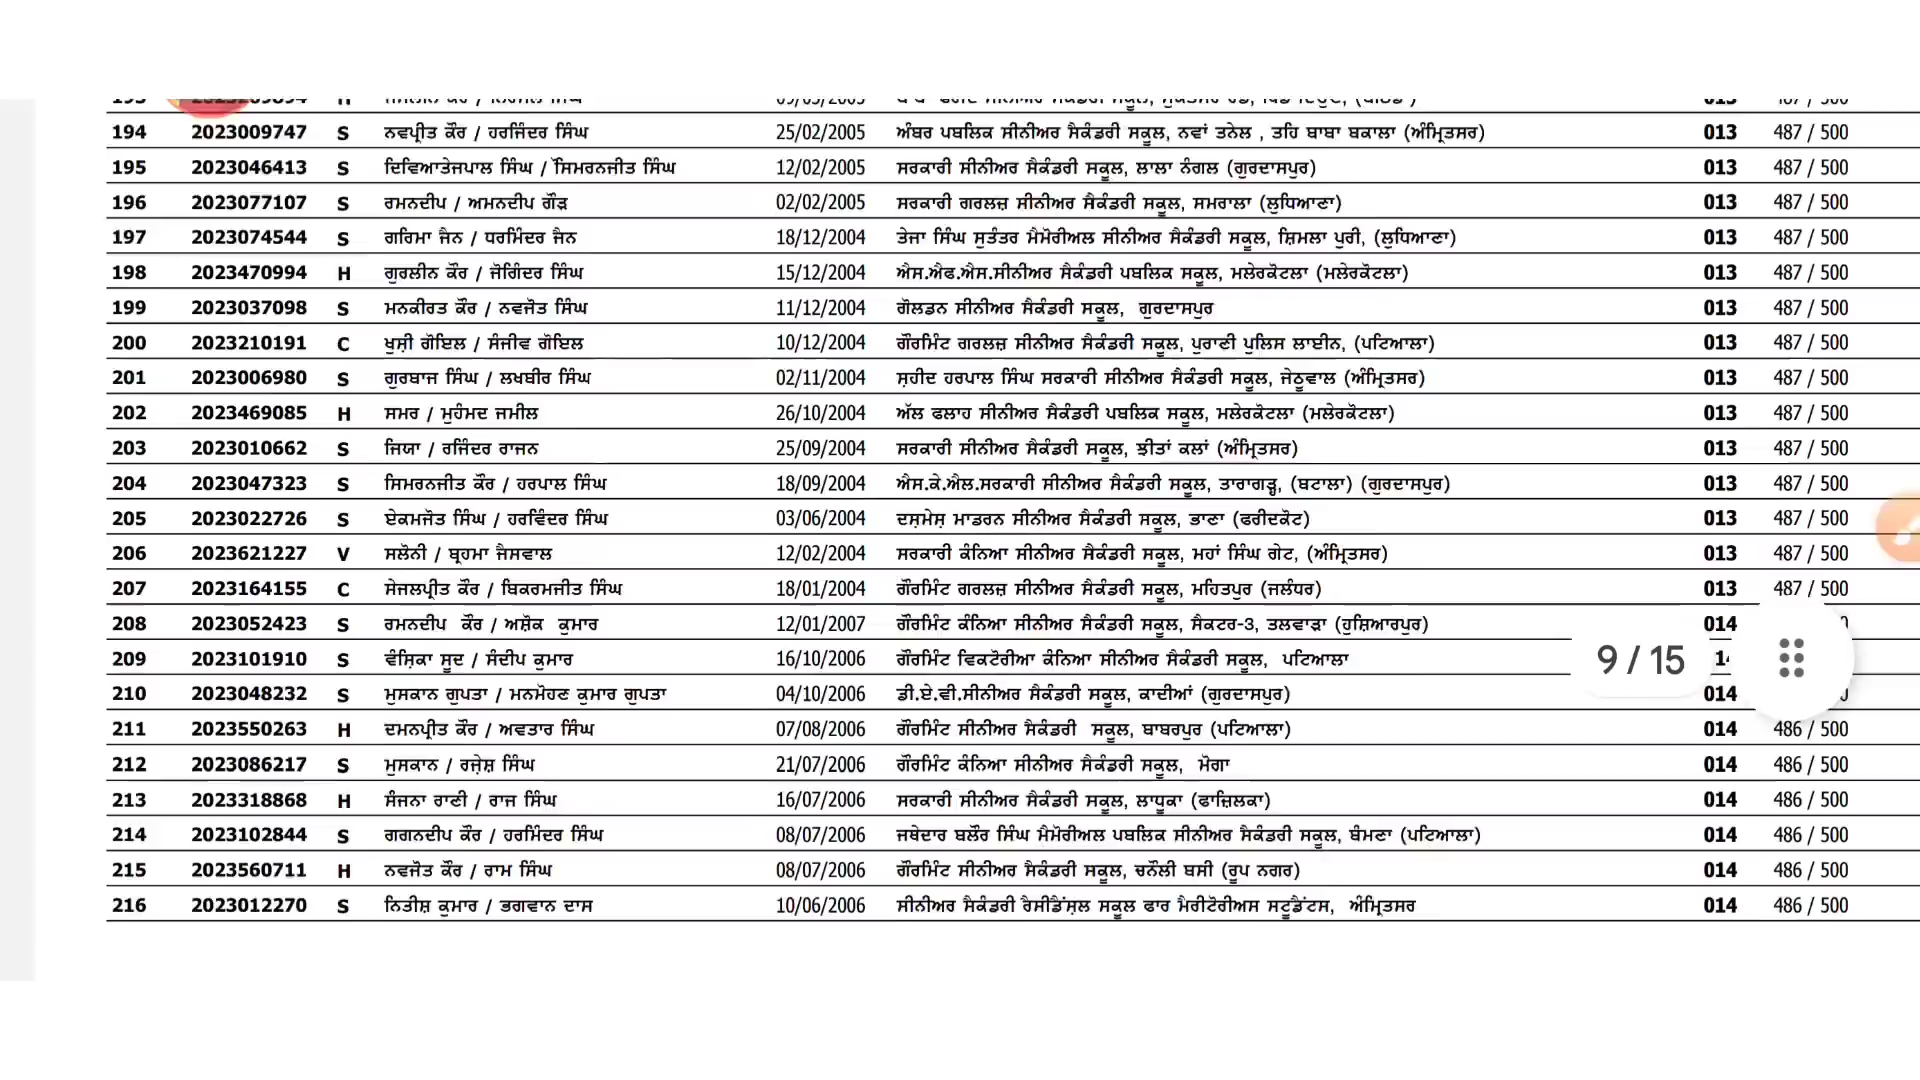 194 2023009747 S ਨਵਪ੍ਰੀਤ ਕੌਰ / ਹਰਜਿੰਦਰ ਸਿੰਘ 25/02/2005 ਅੰਬਰ ਪਬਲਿਕ ਸੀਨੀਅਰ ਸੈਕੰਡਰੀ ਸਕੂਲ, ਨਵਾਂ ਤਨੇਲ , ਤਹਿ ਬਾਬਾ ਬਕਾਲਾ (ਅੰਮ੍ਰਿਤਸਰ) 013 487 / 500
195 2023046413 S ਦਿਵਿਆਤੇਜਪਾਲ ਸਿੰਘ / ਸਿਮਰਨਜੀਤ ਸਿੰਘ 12/02/2005 ਸਰਕਾਰੀ ਸੀਨੀਅਰ ਸੈਕੰਡਰੀ ਸਕੂਲ, ਲਾਲਾ ਨੰਗਲ (ਗੁਰਦਾਸਪੁਰ) 013 487 / 500
196 2023077107 S ਰਮਨਦੀਪ / ਅਮਨਦੀਪ ਗੌੜ 02/02/2005 ਸਰਕਾਰੀ ਗਰਲਜ਼ ਸੀਨੀਅਰ ਸੈਕੰਡਰੀ ਸਕੂਲ, ਸਮਰਾਲਾ (ਲੁਧਿਆਣਾ) 013 487 / 500
197 2023074544 S ਗਰਿਮਾ ਜੈਨ / ਧਰਮਿੰਦਰ ਜੈਨ 18/12/2004 ਤੇਜਾ ਸਿੰਘ ਸੁਤੰਤਰ ਮੈਮੋਰੀਅਲ ਸੀਨੀਅਰ ਸੈਕੰਡਰੀ ਸਕੂਲ, ਸ਼ਿਮਲਾ ਪੁਰੀ, (ਲੁਧਿਆਣਾ) 013 487 / 500
198 2023470994 H ਗੁਰਲੀਨ ਕੌਰ / ਜੋਗਿੰਦਰ ਸਿੰਘ 15/12/2004 ਐਸ.ਐਫ.ਐਸ.ਸੀਨੀਅਰ ਸੈਕੰਡਰੀ ਪਬਲਿਕ ਸਕੂਲ, ਮਲੇਰਕੋਟਲਾ (ਮਲੇਰਕੋਟਲਾ) 013 487 / 500
199 2023037098 S ਮਨਕੀਰਤ ਕੌਰ / ਨਵਜੋਤ ਸਿੰਘ 11/12/2004 ਗੋਲਡਨ ਸੀਨੀਅਰ ਸੈਕੰਡਰੀ ਸਕੂਲ, ਗੁਰਦਾਸਪੁਰ 013 487 / 500
200 2023210191 C ਖੁਸ਼ੀ ਗੋਇਲ / ਸੰਜੀਵ ਗੋਇਲ 10/12/2004 ਗੌਰਮਿੰਟ ਗਰਲਜ਼ ਸੀਨੀਅਰ ਸੈਕੰਡਰੀ ਸਕੂਲ, ਪੁਰਾਣੀ ਪੁਲਿਸ ਲਾਈਨ, (ਪਟਿਆਲਾ) 013 487 / 500
201 2023006980 S ਗੁਰਬਾਜ ਸਿੰਘ / ਲਖਬੀਰ ਸਿੰਘ 02/11/2004 ਸ਼ਹੀਦ ਹਰਪਾਲ ਸਿੰਘ ਸਰਕਾਰੀ ਸੀਨੀਅਰ ਸੈਕੰਡਰੀ ਸਕੂਲ, ਜੇਠੂਵਾਲ (ਅੰਮ੍ਰਿਤਸਰ) 013 487 / 500
202 2023469085 H ਸਮਰ / ਮੁਹੰਮਦ ਜਮੀਲ 26/10/2004 ਅੱਲ ਫਲਾਹ ਸੀਨੀਅਰ ਸੈਕੰਡਰੀ ਪਬਲਿਕ ਸਕੂਲ, ਮਲੇਰਕੋਟਲਾ (ਮਲੇਰਕੋਟਲਾ) 013 487 / 500
203 2023010662 S ਜਿਯਾ / ਰਜਿੰਦਰ ਰਾਜਨ 25/09/2004 ਸਰਕਾਰੀ ਸੀਨੀਅਰ ਸੈਕੰਡਰੀ ਸਕੂਲ, ਝੀਤਾਂ ਕਲਾਂ (ਅੰਮ੍ਰਿਤਸਰ) 013 487 / 500
204 2023047323 S ਸਿਮਰਨਜੀਤ ਕੌਰ / ਹਰਪਾਲ ਸਿੰਘ 18/09/2004 ਐਸ.ਕੇ.ਐਲ.ਸਰਕਾਰੀ ਸੀਨੀਅਰ ਸੈਕੰਡਰੀ ਸਕੂਲ, ਤਾਰਾਗੜ੍ਹ, (ਬਟਾਲਾ) (ਗੁਰਦਾਸਪੁਰ) 013 487 / 500
205 2023022726 S ਏਕਮਜੋਤ ਸਿੰਘ / ਹਰਵਿੰਦਰ ਸਿੰਘ 03/06/2004 ਦਸ਼ਮੇਸ਼ ਮਾਡਰਨ ਸੀਨੀਅਰ ਸੈਕੰਡਰੀ ਸਕੂਲ, ਭਾਣਾ (ਫਰੀਦਕੋਟ) 013 487 / 500
206 2023621227 V ਸਲੋਨੀ / ਬ੍ਰਹਮਾ ਜੈਸਵਾਲ 12/02/2004 ਸਰਕਾਰੀ ਕੰਨਿਆ ਸੀਨੀਅਰ ਸੈਕੰਡਰੀ ਸਕੂਲ, ਮਹਾਂ ਸਿੰਘ ਗੇਟ, (ਅੰਮ੍ਰਿਤਸਰ) 013 487 / 500
207 2023164155 C ਸੇਜਲਪ੍ਰੀਤ ਕੌਰ / ਬਿਕਰਮਜੀਤ ਸਿੰਘ 18/01/2004 ਗੌਰਮਿੰਟ ਗਰਲਜ਼ ਸੀਨੀਅਰ ਸੈਕੰਡਰੀ ਸਕੂਲ, ਮਹਿਤਪੁਰ (ਜਲੰਧਰ) 013 487 / 500
208 2023052423 S ਰਮਨਦੀਪ ਕੌਰ / ਅਸ਼ੋਕ ਕੁਮਾਰ 12/01/2007 ਗੌਰਮਿੰਟ ਕੰਨਿਆ ਸੀਨੀਅਰ ਸੈਕੰਡਰੀ ਸਕੂਲ, ਸੈਕਟਰ-3, ਤਲਵਾੜਾ (ਹੁਸ਼ਿਆਰਪੁਰ) 014
209 2023101910 S ਵੰਸ਼ਿਕਾ ਸੂਦ / ਸੰਦੀਪ ਕੁਮਾਰ 16/10/2006 ਗੌਰਮਿੰਟ ਵਿਕਟੋਰੀਆ ਕੰਨਿਆ ਸੀਨੀਅਰ ਸੈਕੰਡਰੀ ਸਕੂਲ, ਪਟਿਆਲਾ 9 / 15
210 2023048232 S ਮੁਸਕਾਨ ਗੁਪਤਾ / ਮਨਮੋਹਣ ਕੁਮਾਰ ਗੁਪਤਾ 04/10/2006 ਡੀ.ਏ.ਵੀ.ਸੀਨੀਅਰ ਸੈਕੰਡਰੀ ਸਕੂਲ, ਕਾਦੀਆਂ (ਗੁਰਦਾਸਪੁਰ) 014
211 2023550263 H ਦਮਨਪ੍ਰੀਤ ਕੌਰ / ਅਵਤਾਰ ਸਿੰਘ 07/08/2006 ਗੌਰਮਿੰਟ ਸੀਨੀਅਰ ਸੈਕੰਡਰੀ ਸਕੂਲ, ਬਾਬਰਪੁਰ (ਪਟਿਆਲਾ) 014 486 / 500
212 2023086217 S ਮੁਸਕਾਨ / ਰਜ਼ੇਸ਼ ਸਿੰਘ 21/07/2006 ਗੌਰਮਿੰਟ ਕੰਨਿਆ ਸੀਨੀਅਰ ਸੈਕੰਡਰੀ ਸਕੂਲ, ਮੋਗਾ 014 486 / 500
213 2023318868 H ਸੰਜਨਾ ਰਾਣੀ / ਰਾਜ ਸਿੰਘ 16/07/2006 ਸਰਕਾਰੀ ਸੀਨੀਅਰ ਸੈਕੰਡਰੀ ਸਕੂਲ, ਲਾਧੂਕਾ (ਫਾਜ਼ਿਲਕਾ) 014 486 / 500
214 2023102844 S ਗਗਨਦੀਪ ਕੌਰ / ਹਰਮਿੰਦਰ ਸਿੰਘ 08/07/2006 ਜਥੇਦਾਰ ਬਲੌਰ ਸਿੰਘ ਮੈਮੋਰੀਅਲ ਪਬਲਿਕ ਸੀਨੀਅਰ ਸੈਕੰਡਰੀ ਸਕੂਲ, ਬੰਮਣਾ (ਪਟਿਆਲਾ) 014 486 / 500
215 2023560711 H ਨਵਜੋਤ ਕੌਰ / ਰਾਮ ਸਿੰਘ 08/07/2006 ਗੌਰਮਿੰਟ ਸੀਨੀਅਰ ਸੈਕੰਡਰੀ ਸਕੂਲ, ਚਨੌਲੀ ਬਸੀ (ਰੂਪ ਨਗਰ) 014 486 / 500
216 2023012270 S ਨਿਤੀਸ਼ ਕੁਮਾਰ / ਭਗਵਾਨ ਦਾਸ 10/06/2006 ਸੀਨੀਅਰ ਸੈਕੰਡਰੀ ਰੈਸੀਡੈਂਸ਼ਲ ਸਕੂਲ ਫਾਰ ਮੈਰੀਟੋਰੀਅਸ ਸਟੂਡੈਂਟਸ, ਅੰਮ੍ਰਿਤਸਰ 014 486 / 500